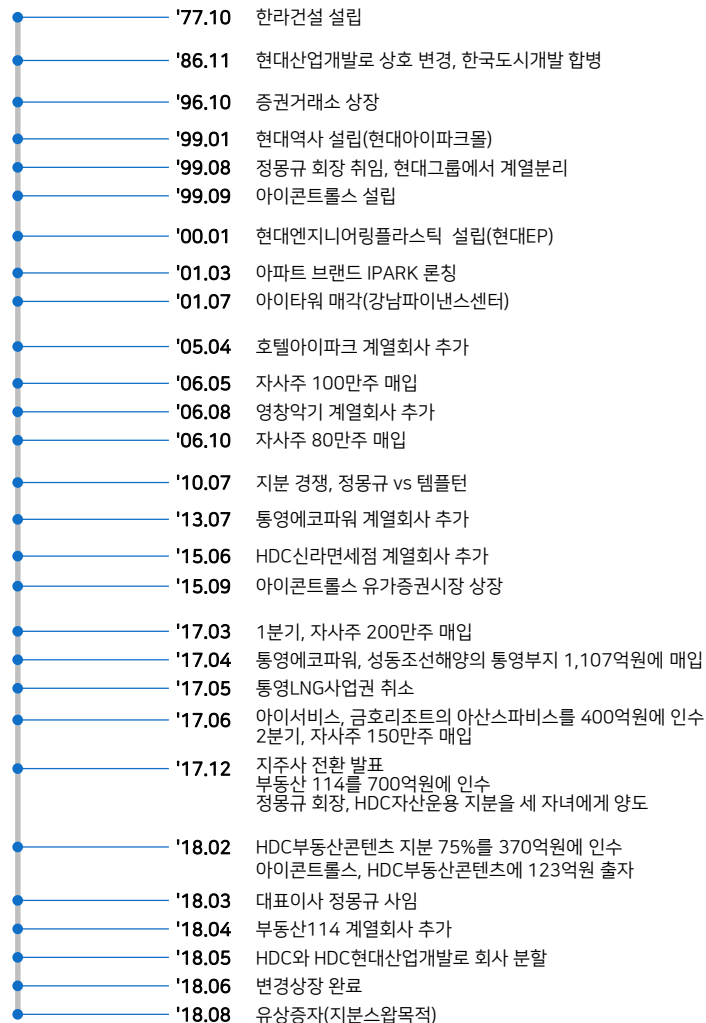 '77.10 한라건설 설립
'86.11 현대산업개발로 상호 변경, 한국도시개발 합병
'96.10 증권거래소 상장
'99.01 현대역사 설립(현대아이파크몰)
'99.08 정몽규 회장 취임, 현대그룹에서 계열분리
'99.09 아이콘트롤스 설립
'00.01 현대엔지니어링플라스틱 설립(현대EP)
'01.03 아파트 브랜드 IPARK 론칭
'01.07 아이타워 매각(강남파이낸스센터)
'05.04 호텔아이파크 계열회사 추가
'06.05 자사주 100만주 매입
'06.08 영창악기 계열회사 추가
'06.10 자사주 80만주 매입
'10.07 지분 경쟁, 정몽규 vs 템플턴
'13.07 통영에코파워 계열회사 추가
'15.06 HDC신라면세점 계열회사 추가
'15.09 아이콘트롤스 유가증권시장 상장
'17.03 1분기, 자사주 200만주 매입
'17.04 통영에코파워, 성동조선해양의 통영부지 1,107억원에 매입
'17.05 통영LNG사업권 취소
'17.06 아이서비스, 금호리조트의 아산스파비스를 400억원에 인수
2분기, 자사주 150만주 매입
'17.12 지주사 전환 발표
부동산 114를 700억원에 인수
정몽규 회장, HDC자산운용 지분을 세 자녀에게 양도
'18.02 HDC부동산콘텐츠 지분 75%를 370억원에 인수
아이콘트롤스, HDC부동산콘텐츠에 123억원 출자
'18.03 대표이사 정몽규 사임
'18.04 부동산114 계열회사 추가
'18.05 HDC와 HDC현대산업개발로 회사 분할
'18.06 변경상장 완료
'18.08 유상증자(지분스왑목적)